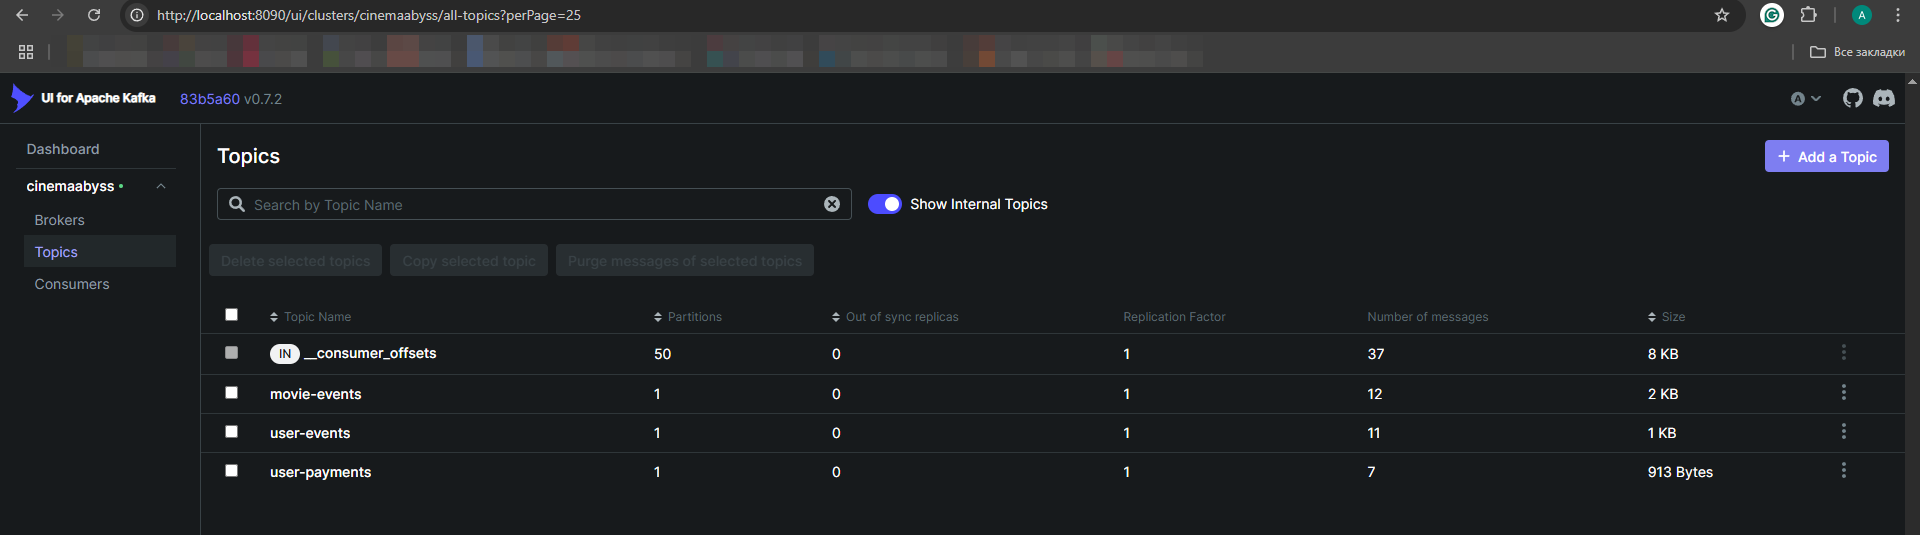 http://localhost:8090/ui/clusters/cinemaabyss/all-topics?perPage=25
A
Все закладки
UI for Apache Kafka 83b5a60 v0.7.2
A
Dashboard
cinemaabyss
Brokers
Topics
Consumers
Topics
+ Add a Topic
Search by Topic Name
Show Internal Topics
Delete selected topics Copy selected topic Purge messages of selected topics
Topic Name Partitions Out of sync replicas Replication Factor Number of messages Size
IN __consumer_offsets 50 0 1 37 8 KB
movie-events 1 0 1 12 2 KB
user-events 1 0 1 11 1 KB
user-payments 1 0 1 7 913 Bytes